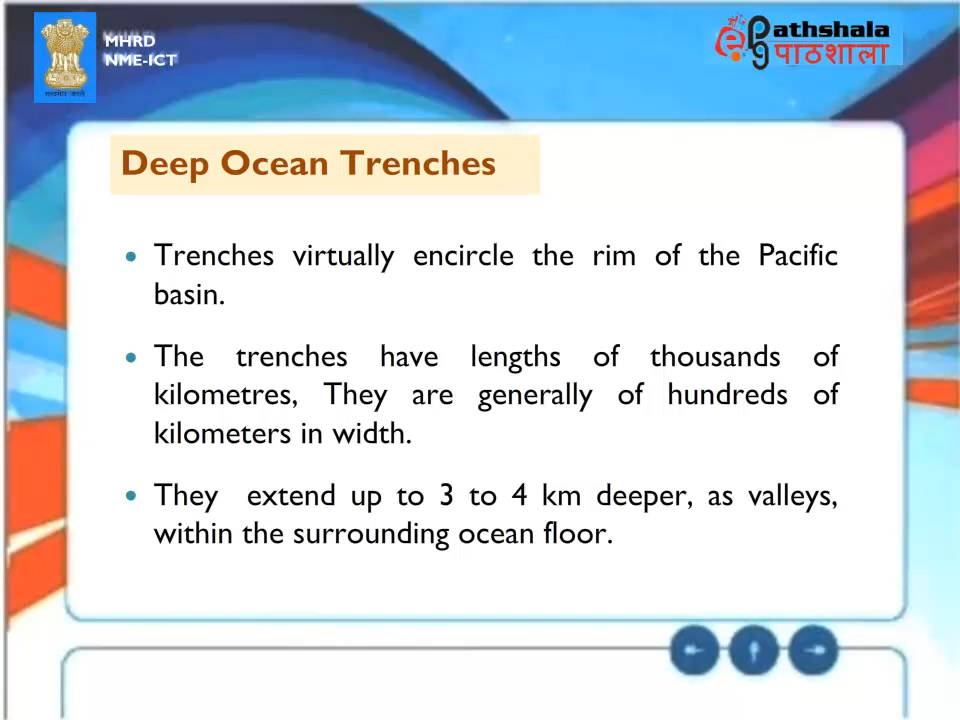 MHRD
NME-ICT
Pathshala
पाठशाला
Deep Ocean Trenches
• Trenches virtually encircle the rim of the Pacific
basin.
• The trenches have lengths of thousands of
kilometres, They are generally of hundreds of
kilometers in width.
• They extend up to 3 to 4 km deeper, as valleys,
within the surrounding ocean floor.